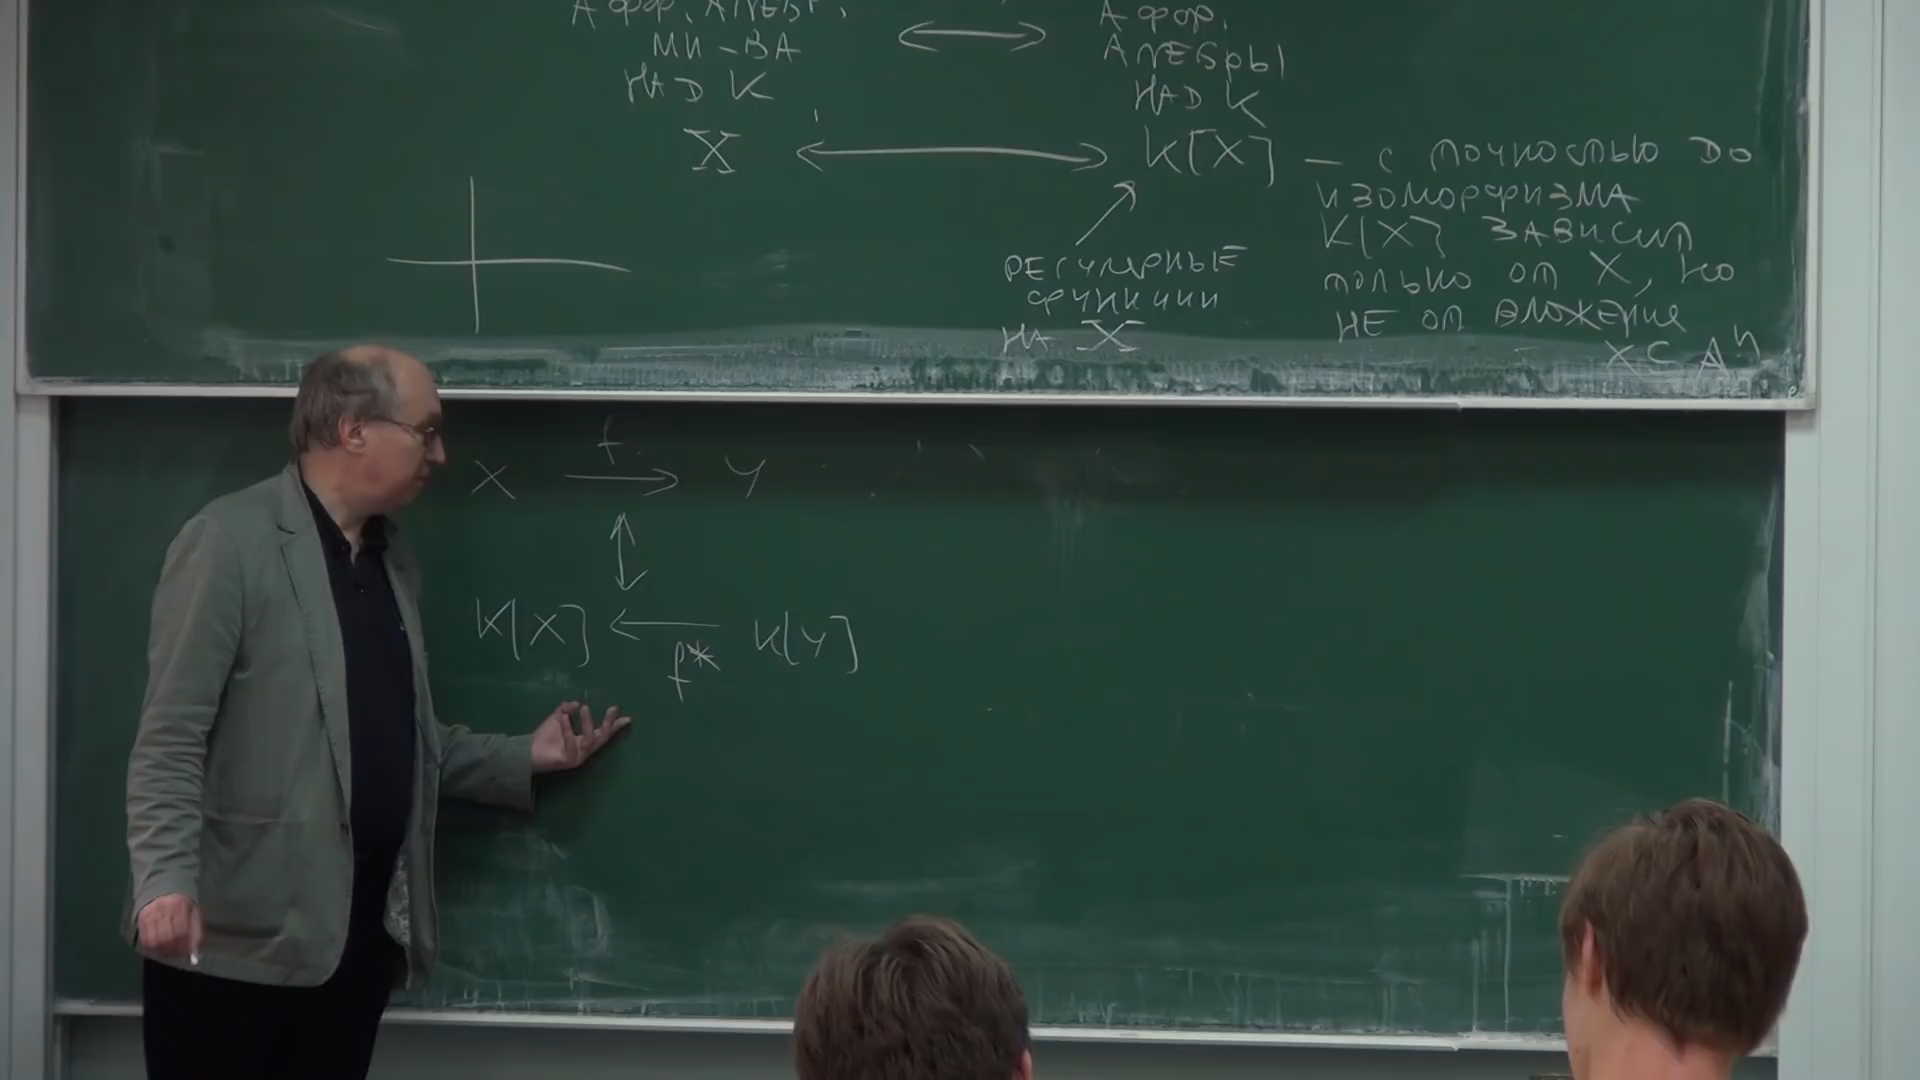 Афф. Алгебр. ⟷ Афф.
МН-ВА Алгебры
НАД K НАД K
X ⟷ K[X] — с точностью до
изоморфизма
K[X] зависит
только от X, но
НЕ от вложения
X ⊂ Aⁿ
РЕГУЛЯРНЫЕ
функции
НА X
X →f Y
↕
K[X] ←f* K[Y]